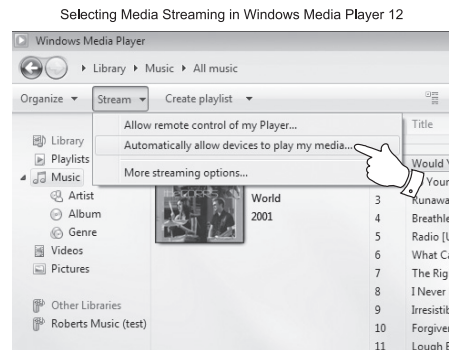 Selecting Media Streaming in Windows Media Player 12
Windows Media Player
Library Music All music
Organize Stream Create playlist
Allow remote control of my Player...
Automatically allow devices to play my media...
More streaming options...
Title
Library
Playlists
Music
Artist
Album
Genre
Videos
Pictures
Other Libraries
Roberts Music (test)
World
2001
Would Y
Your
3 Runawa
4 Breathle
5 Radio [U
6 What Ca
7 The Rig
8 I Never
9 Irresistib
10 Forgiver
11 Lough E